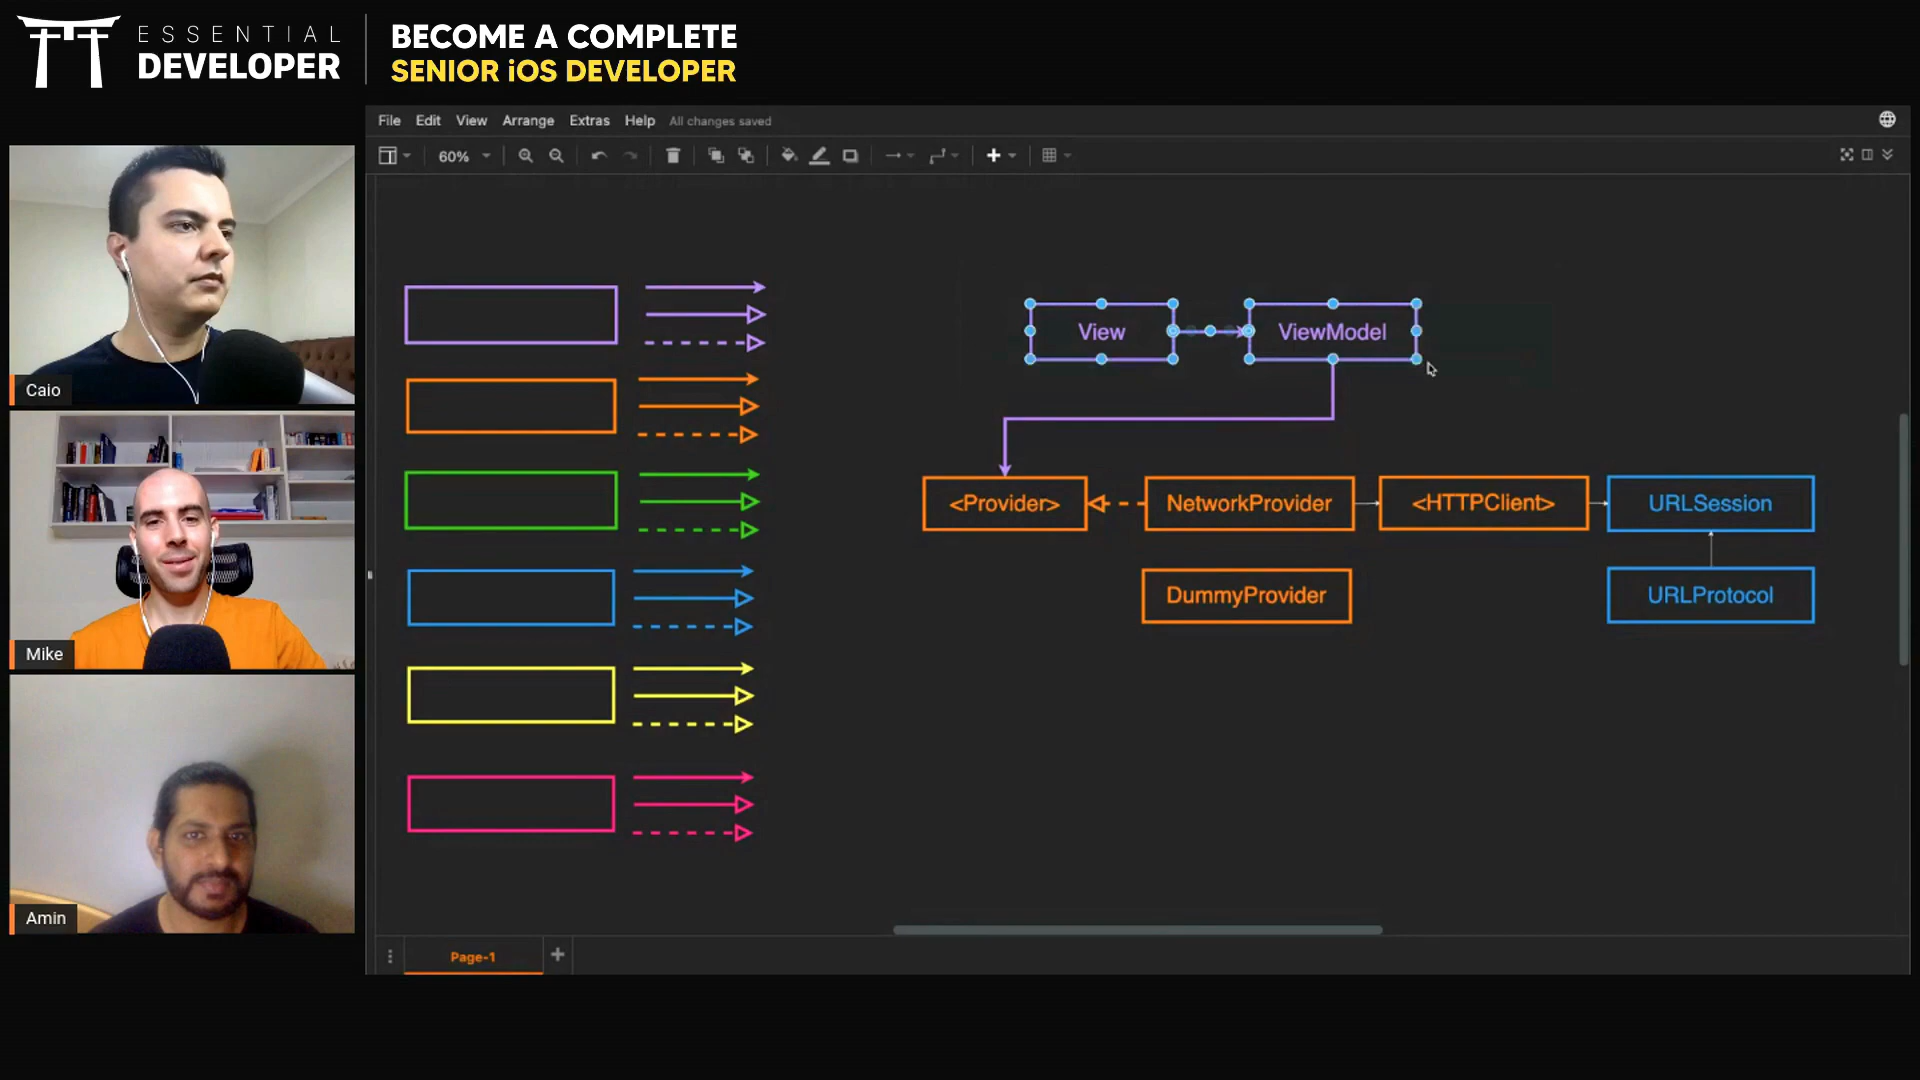 ESSENTIAL
DEVELOPER
BECOME A COMPLETE
SENIOR iOS DEVELOPER
File Edit View Arrange Extras Help All changes saved
60%
Caio
Mike
Amin
View
ViewModel
<Provider>
NetworkProvider
<HTTPClient>
URLSession
DummyProvider
URLProtocol
Page-1